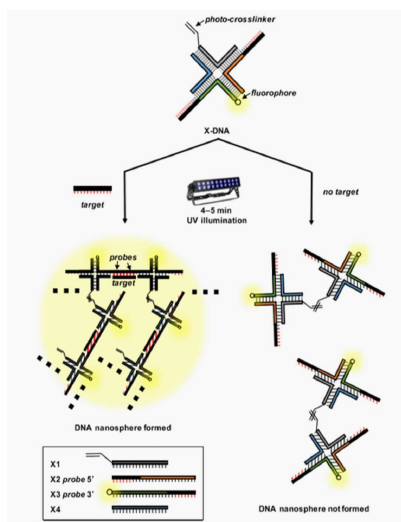 photo-crosslinker
fluorophore
X-DNA
target
4–5 min
UV illumination
no target
probes
target
DNA nanosphere formed
X1
X2 probe 5'
X3 probe 3'
X4
DNA nanosphere not formed